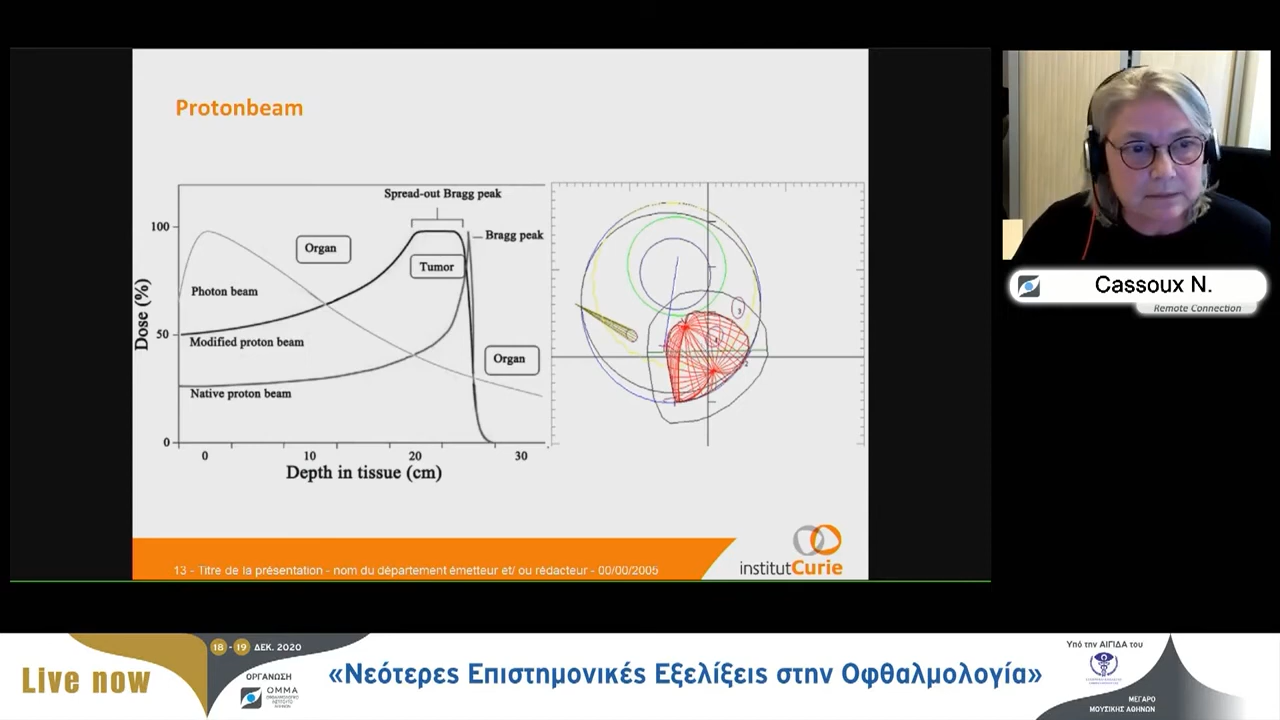 Protonbeam
Spread-out Bragg peak
100
Organ
Bragg peak
Tumor
Photon beam
Dose (%)
50
Modified proton beam
Organ
Native proton beam
0
0 10 20 30
Depth in tissue (cm)
3
13 - Titre de la présentation - nom du département émetteur et/ ou rédacteur - 00/00/2005
institutCurie
Cassoux N.
Remote Connection
Live now
18 - 19 ΔΕΚ. 2020
ΟΡΓΑΝΩΣΗ
OMMA
«Νεότερες Επιστημονικές Εξελίξεις στην Οφθαλμολογία»
Υπό την ΑΙΓΙΔΑ του
ΜΕΓΑΡΟ
ΜΟΥΣΙΚΗΣ ΑΘΗΝΩΝ